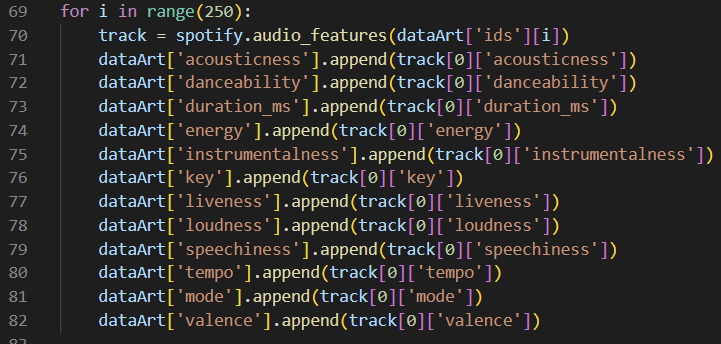 69 for i in range(250):
70     track = spotify.audio_features(dataArt['ids'][i])
71     dataArt['acousticness'].append(track[0]['acousticness'])
72     dataArt['danceability'].append(track[0]['danceability'])
73     dataArt['duration_ms'].append(track[0]['duration_ms'])
74     dataArt['energy'].append(track[0]['energy'])
75     dataArt['instrumentalness'].append(track[0]['instrumentalness'])
76     dataArt['key'].append(track[0]['key'])
77     dataArt['liveness'].append(track[0]['liveness'])
78     dataArt['loudness'].append(track[0]['loudness'])
79     dataArt['speechiness'].append(track[0]['speechiness'])
80     dataArt['tempo'].append(track[0]['tempo'])
81     dataArt['mode'].append(track[0]['mode'])
82     dataArt['valence'].append(track[0]['valence'])